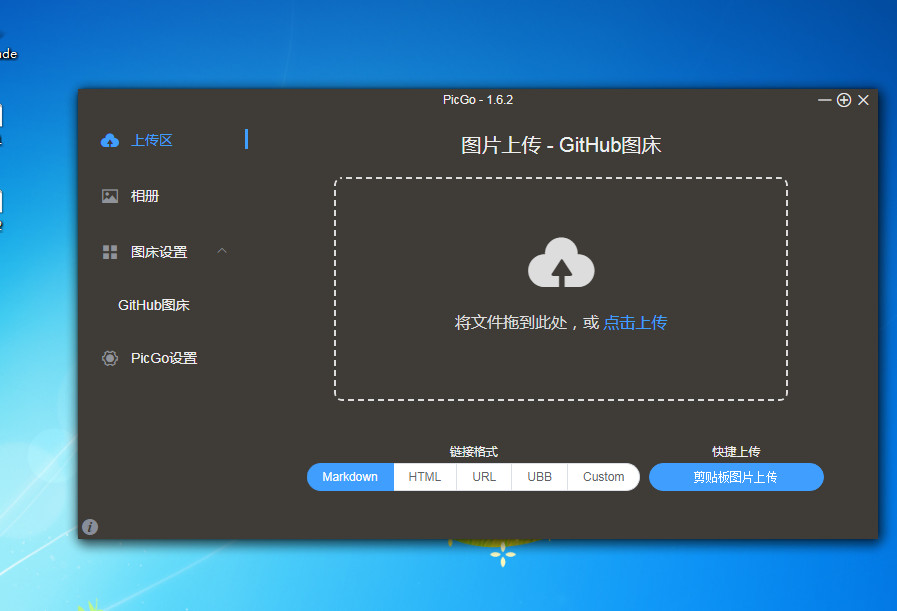 PicGo - 1.6.2
上传区
图片上传 - GitHub图床
相册
图床设置
GitHub图床
将文件拖到此处，或 点击上传
PicGo设置
链接格式
快捷上传
Markdown HTML URL UBB Custom
剪贴板图片上传